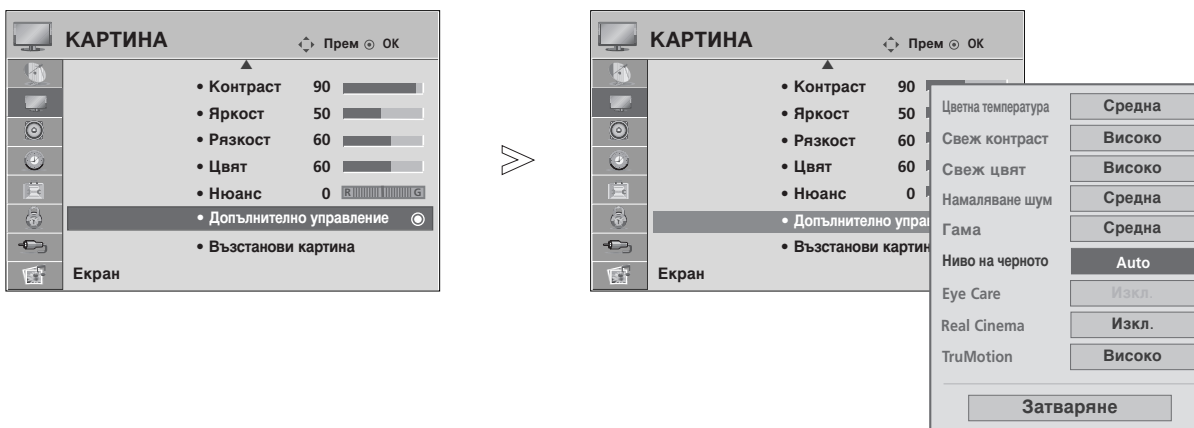 КАРТИНА
Прем OK
• Контраст 90
• Яркост 50
• Рязкост 60
• Цвят 60
• Нюанс 0 R G
• Допълнително управление
• Възстанови картина
Екран
КАРТИНА
Прем OK
• Контраст 90
• Яркост 50
• Рязкост 60
• Цвят 60
• Нюанс 0
• Допълнително упра
• Възстанови картин
Екран
Цветна температура Средна
Свеж контраст Високо
Свеж цвят Високо
Намаляване шум Средна
Гама Средна
Ниво на черното Auto
Eye Care Изкл.
Real Cinema Изкл.
TruMotion Високо
Затваряне